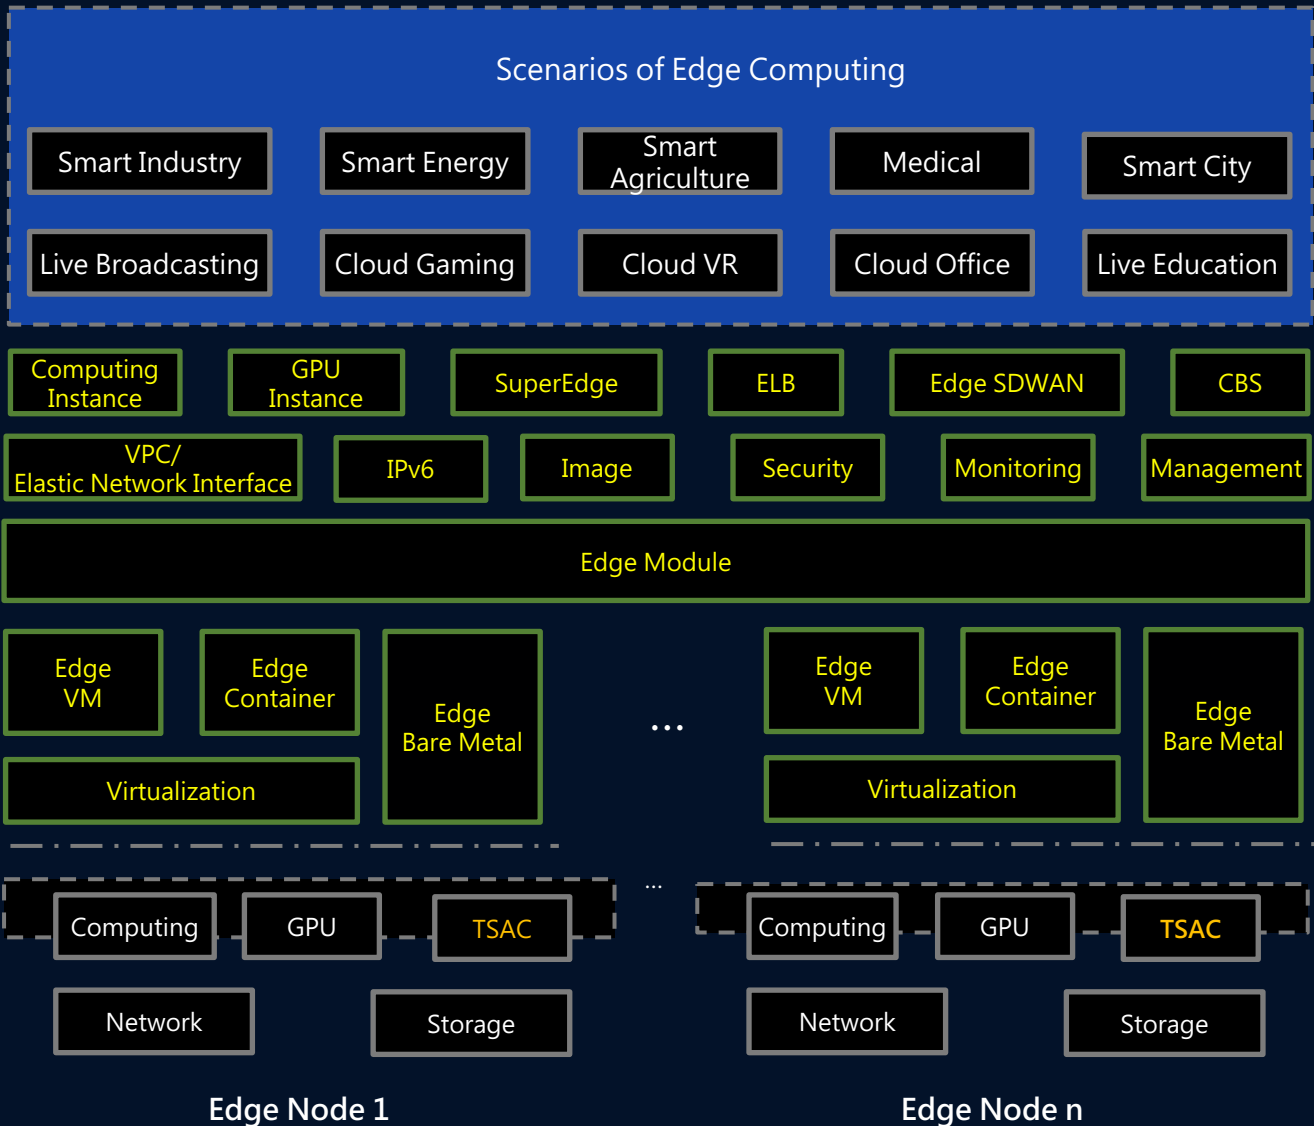 Scenarios of Edge Computing
Smart Industry
Smart Energy
Smart
Agriculture
Medical
Smart City
Live Broadcasting
Cloud Gaming
Cloud VR
Cloud Office
Live Education
Computing
Instance
GPU
Instance
SuperEdge
ELB
Edge SDWAN
CBS
VPC/
Elastic Network Interface
IPv6
Image
Security
Monitoring
Management
Edge Module
Edge
VM
Edge
Container
Edge
Bare Metal
Virtualization
...
Edge
VM
Edge
Container
Edge
Bare Metal
Virtualization
Computing
GPU
TSAC
...
Computing
GPU
TSAC
Network
Storage
Network
Storage
Edge Node 1
Edge Node n